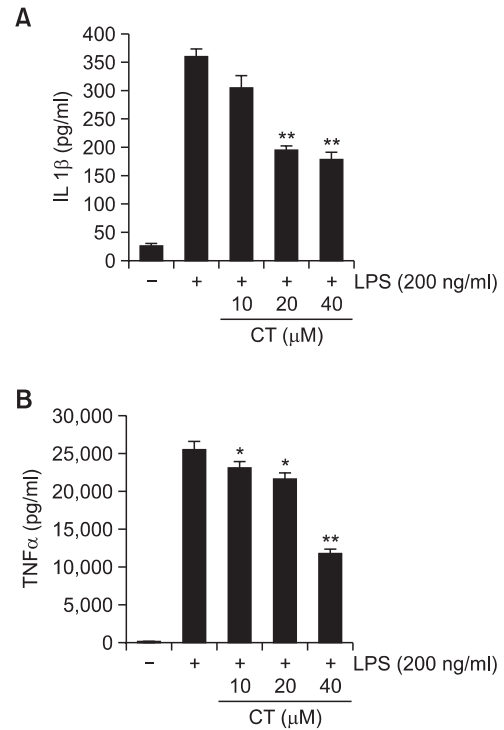 A
400
350
300
250
200
150
100
50
0
IL 1β (pg/ml)
** **
− + + + + LPS (200 ng/ml)
10 20 40
CT (μM)
B
30,000
25,000
20,000
15,000
10,000
5,000
0
TNFα (pg/ml)
* * **
− + + + + LPS (200 ng/ml)
10 20 40
CT (μM)